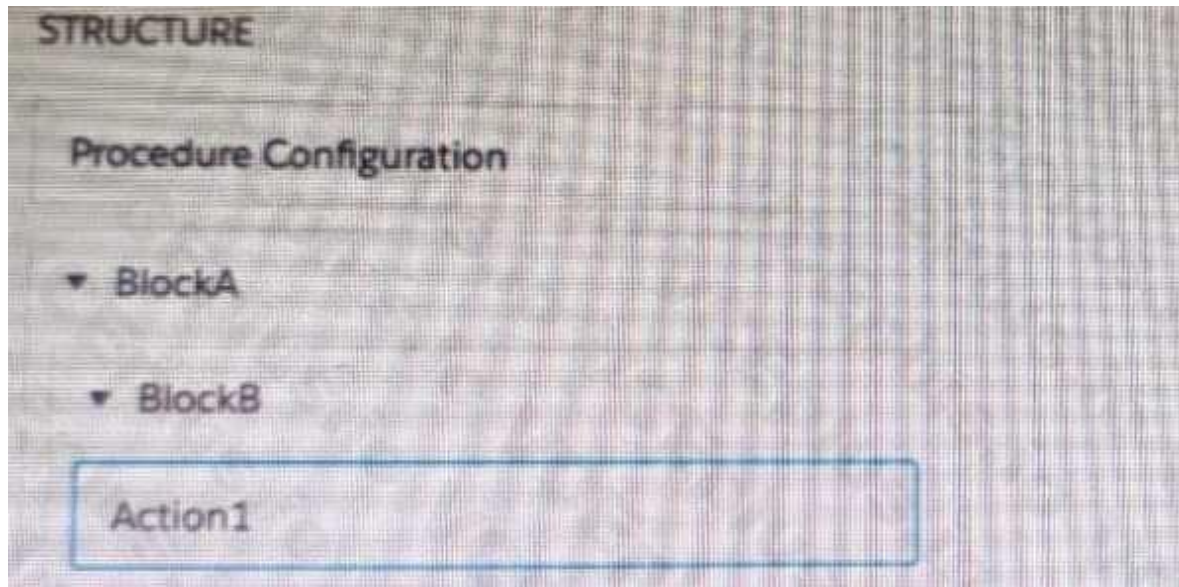 STRUCTURE
Procedure Configuration
BlockA
BlockB
Action1